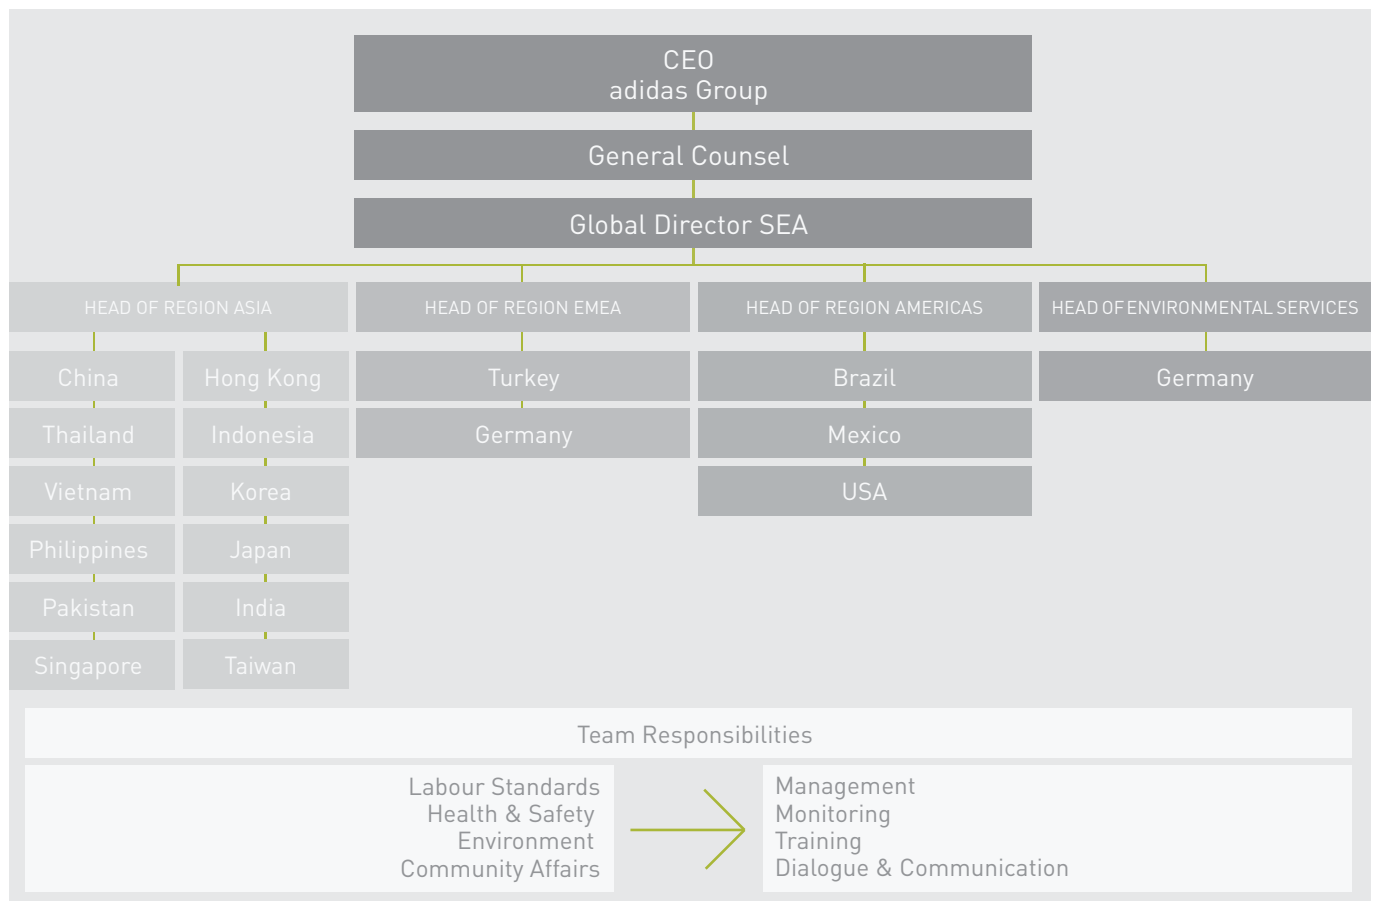 CEO
adidas Group
General Counsel
Global Director SEA
HEAD OF REGION ASIA
HEAD OF REGION EMEA
HEAD OF REGION AMERICAS
HEAD OF ENVIRONMENTAL SERVICES
China
Hong Kong
Turkey
Brazil
Germany
Thailand
Indonesia
Germany
Mexico
Vietnam
Korea
USA
Philippines
Japan
Pakistan
India
Singapore
Taiwan
Team Responsibilities
Labour Standards
Health & Safety
Environment
Community Affairs
Management
Monitoring
Training
Dialogue & Communication